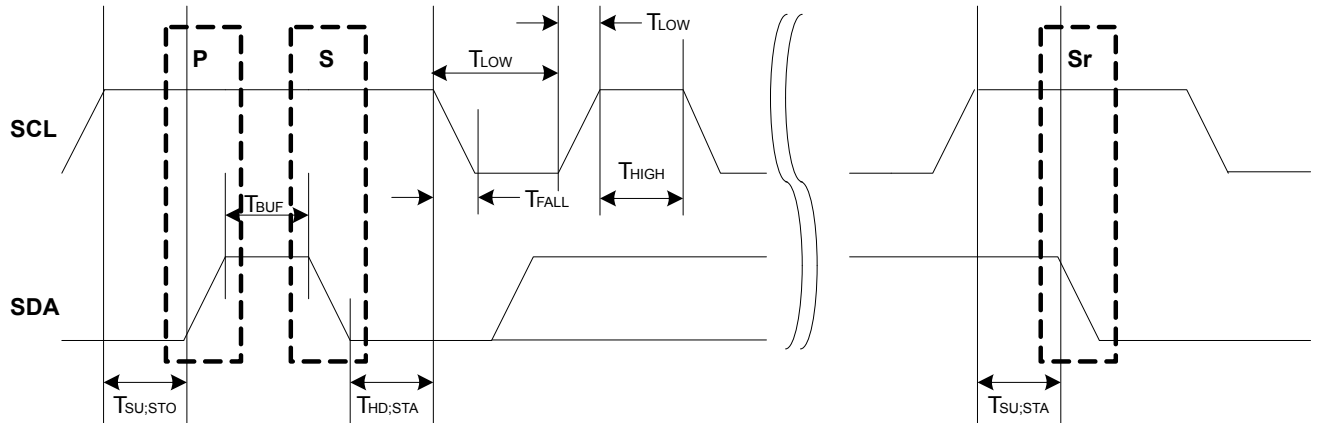 TLOW
P
S
TLOW
Sr
SCL
THIGH
TBUF
TFALL
SDA
TSU;STO
THD;STA
TSU;STA